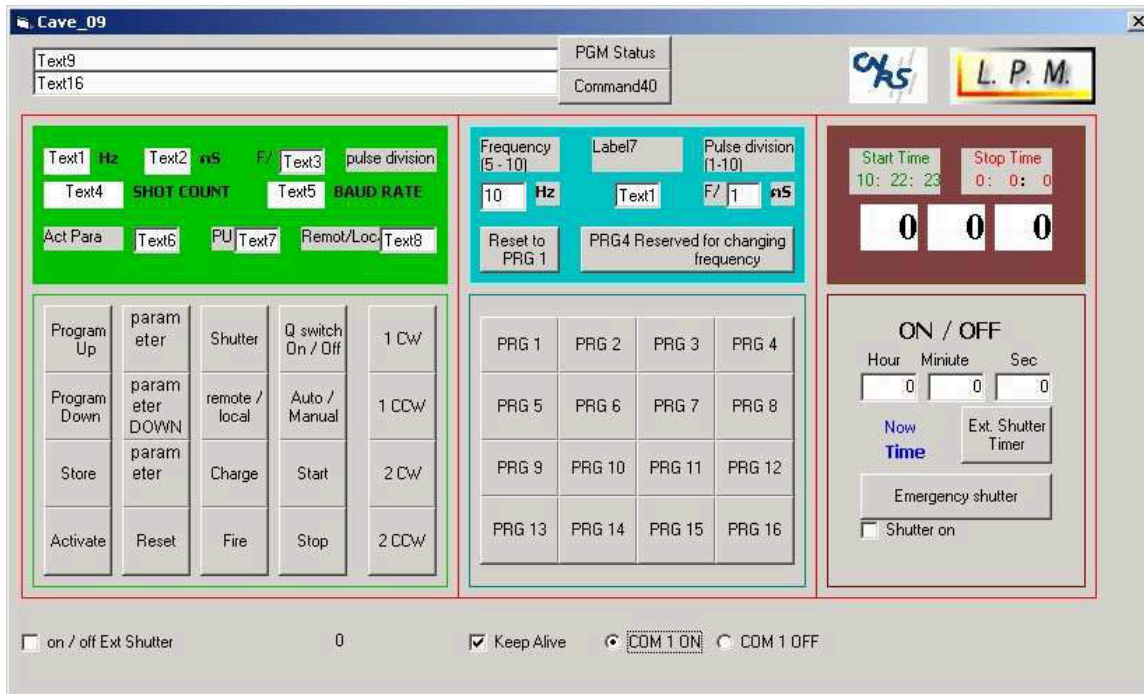 Cave_09
Text9
PGM Status
Text16
Command40
CNRS
L. P. M.
Text1 Hz Text2 nS F/ Text3 pulse division
Text4 SHOT COUNT Text5 BAUD RATE
Act Para Text6 PU Text7 Remot/Loc Text8
Frequency
(5 - 10)
Label7
Pulse division
(1-10)
10 Hz Text1 F/ 1 nS
Reset to
PRG 1
PRG4 Reserved for changing
frequency
Start Time Stop Time
10: 22: 23 0: 0: 0
0 0 0
Program
Up
param
eter
Shutter
Q switch
On / Off
1 CW
Program
Down
param
eter
DOWN
remote /
local
Auto /
Manual
1 CCW
Store
param
eter
Charge
Start
2 CW
Activate
Reset
Fire
Stop
2 CCW
PRG 1 PRG 2 PRG 3 PRG 4
PRG 5 PRG 6 PRG 7 PRG 8
PRG 9 PRG 10 PRG 11 PRG 12
PRG 13 PRG 14 PRG 15 PRG 16
ON / OFF
Hour Miniute Sec
0 0 0
Now
Time
Ext. Shutter
Timer
Emergency shutter
Shutter on
on / off Ext Shutter 0 Keep Alive COM 1 ON COM 1 OFF